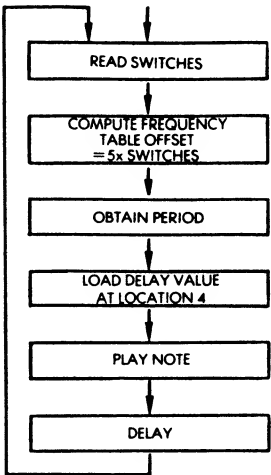 READ SWITCHES
COMPUTE FREQUENCY
TABLE OFFSET
=5x SWITCHES
OBTAIN PERIOD
LOAD DELAY VALUE
AT LOCATION 4
PLAY NOTE
DELAY